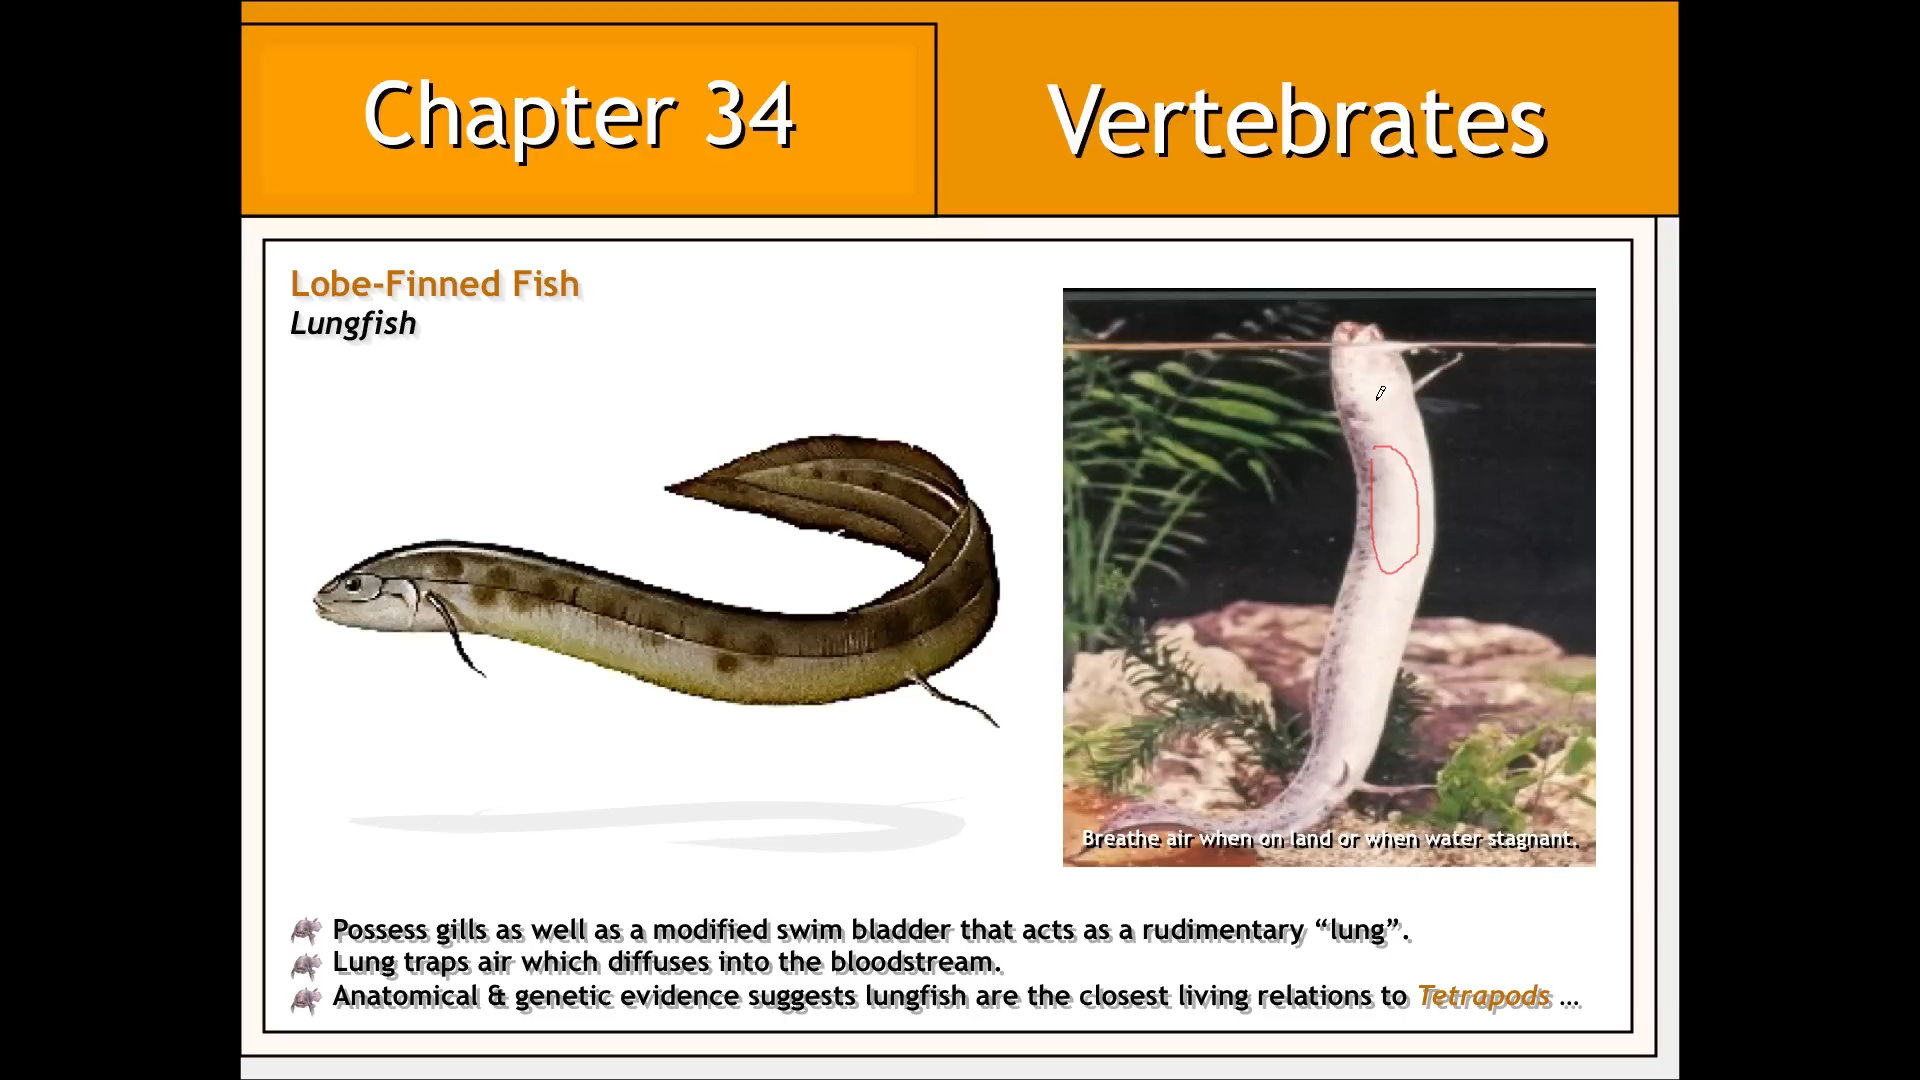 Chapter 34
Vertebrates
Lobe-Finned Fish
Lungfish
Breathe air when on land or when water stagnant.
Possess gills as well as a modified swim bladder that acts as a rudimentary “lung”.
Lung traps air which diffuses into the bloodstream.
Anatomical & genetic evidence suggests lungfish are the closest living relations to Tetrapods ...